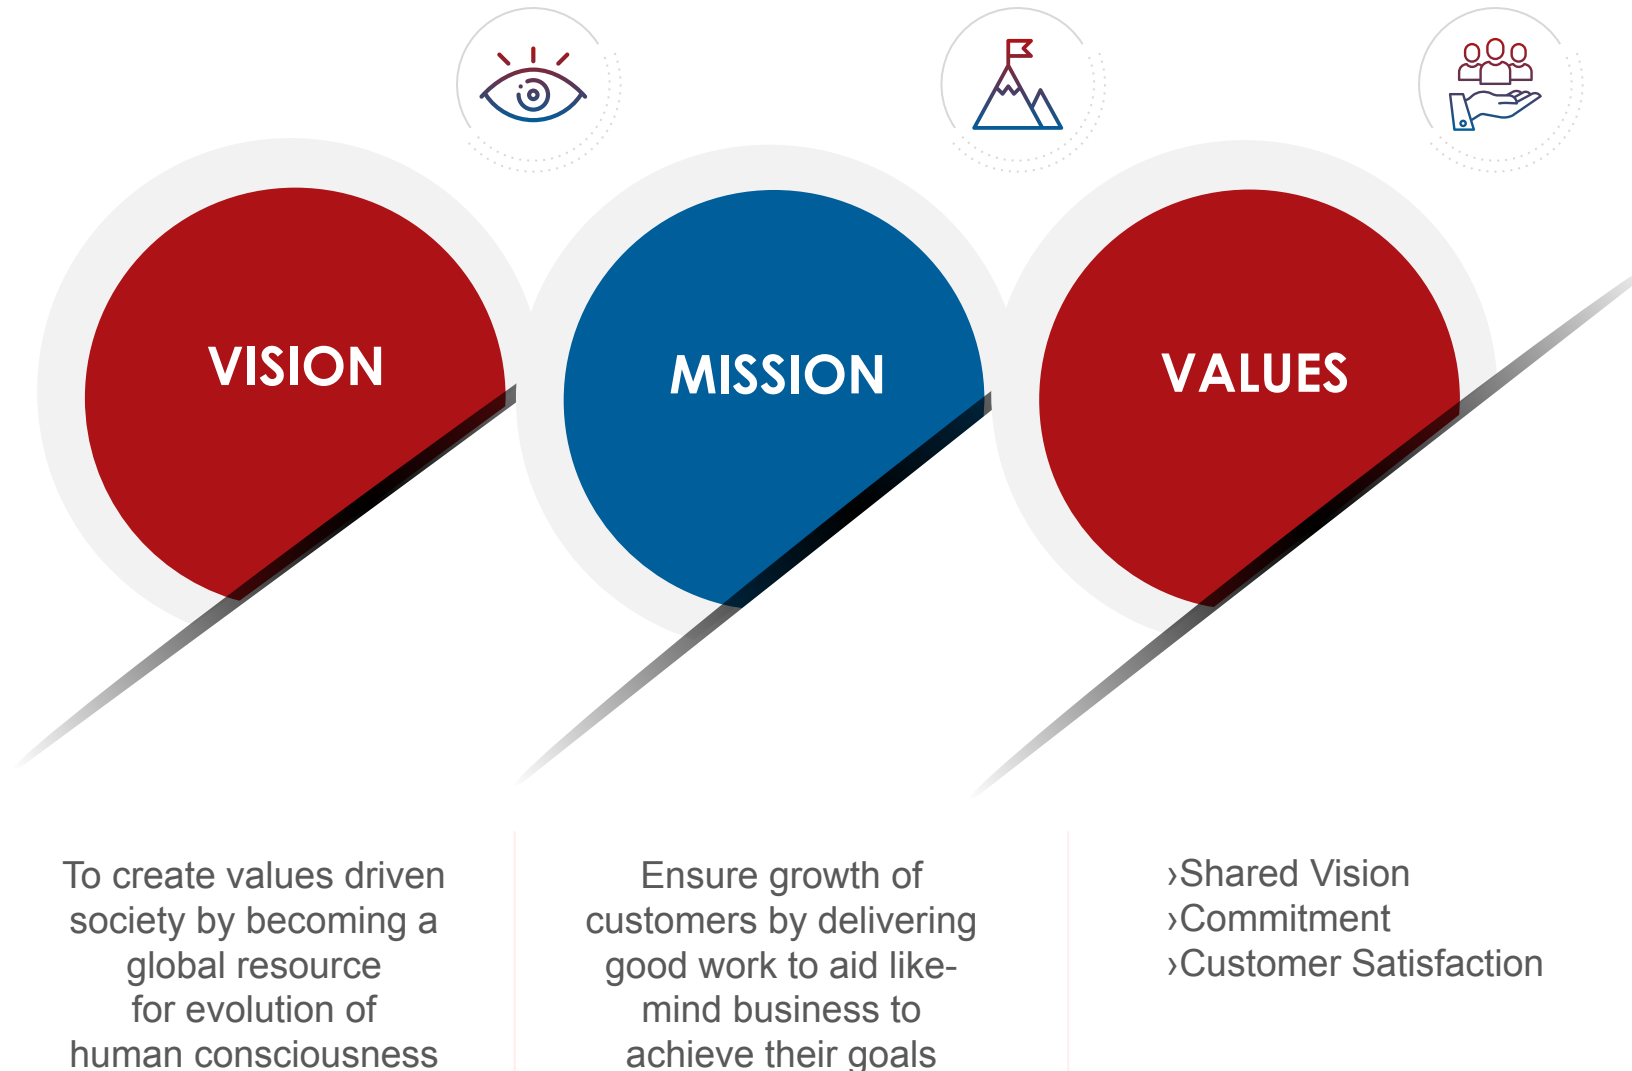 VISION
MISSION
VALUES
To create values driven
society by becoming a
global resource
for evolution of
human consciousness
Ensure growth of
customers by delivering
good work to aid like-
mind business to
achieve their goals
›Shared Vision
›Commitment
›Customer Satisfaction